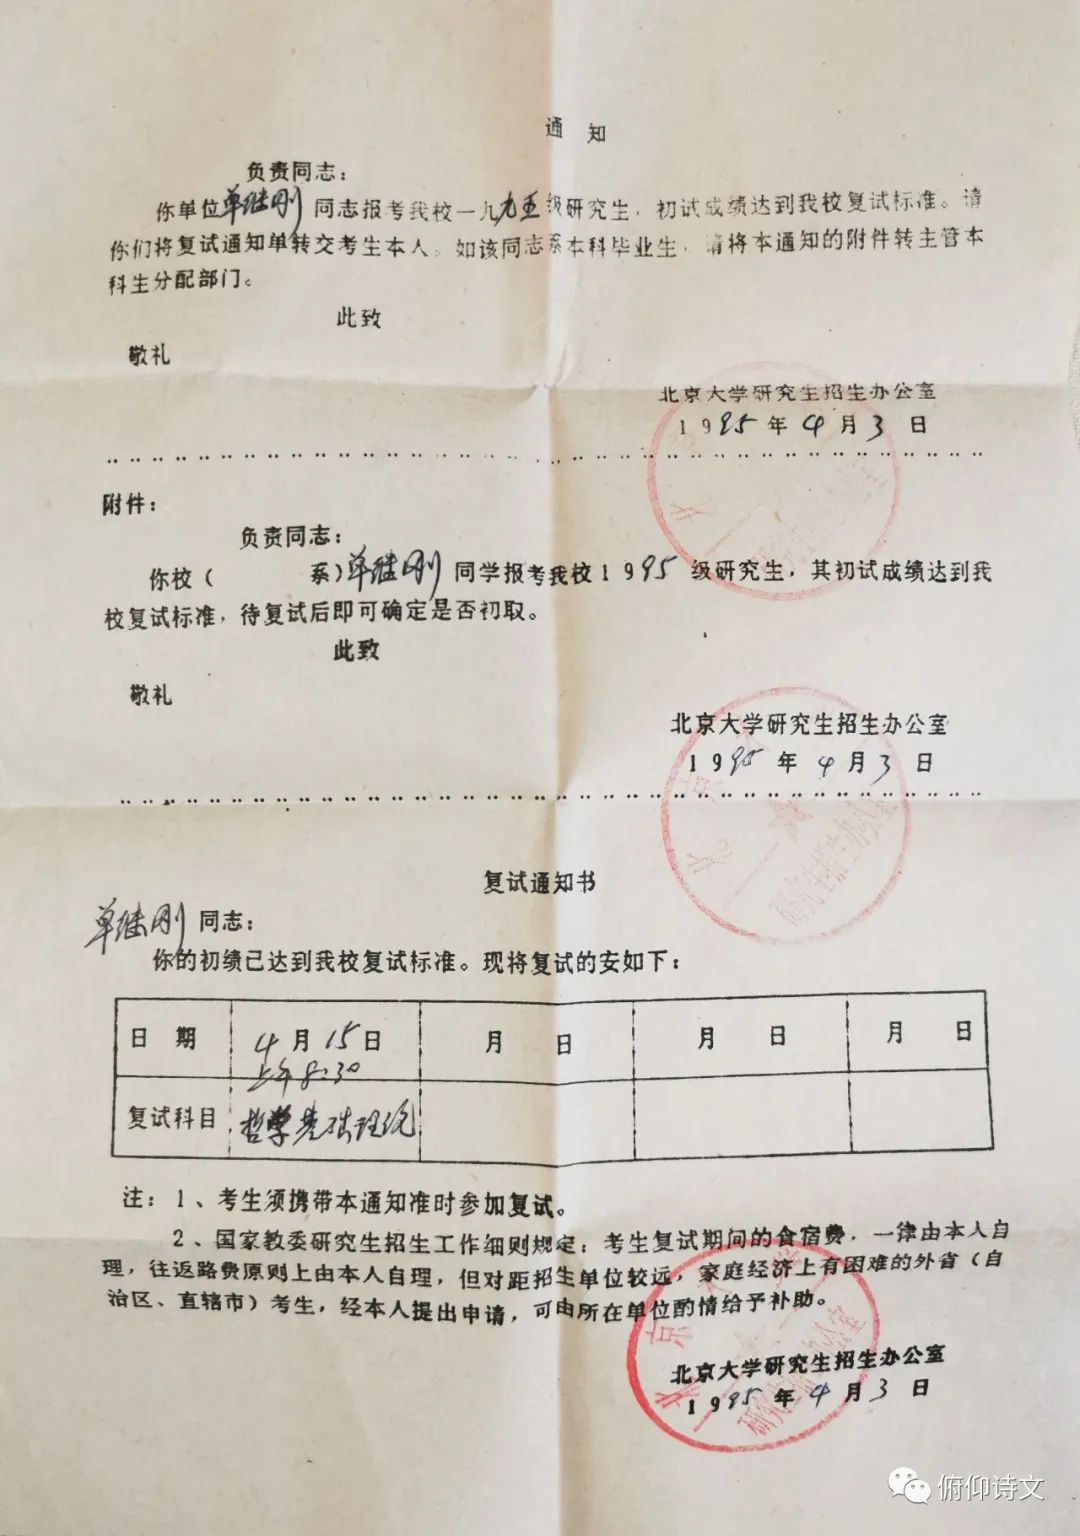 通 知
负责同志：
你单位单继刚同志报考我校一九九五级研究生，初试成绩达到我校复试标准。请
你们将复试通知单转交考生本人。如该同志系本科毕业生，请将本通知的附件转主管本
科生分配部门。
此致
敬礼
北京大学研究生招生办公室
1995年4月3日
附件：
负责同志：
你校（ 系）单继刚同学报考我校1995级研究生，其初试成绩达到我
校复试标准，待复试后即可确定是否初取。
此致
敬礼
北京大学研究生招生办公室
1995年4月3日
复试通知书
单继刚同志：
你的初绩已达到我校复试标准。现将复试的安如下：
日期 4月15日 月 日 月 日 月 日
上午8:30
复试科目 哲学基础理论
注：1、考生须携带本通知准时参加复试。
2、国家教委研究生招生工作细则规定：考生复试期间的食宿费，一律由本人自
理，往返路费原则上由本人自理，但对距招生单位较远，家庭经济上有困难的外省（自
治区、直辖市）考生，经本人提出申请，可由所在单位酌情给予补助。
北京大学研究生招生办公室
1995年4月3日
俯仰诗文